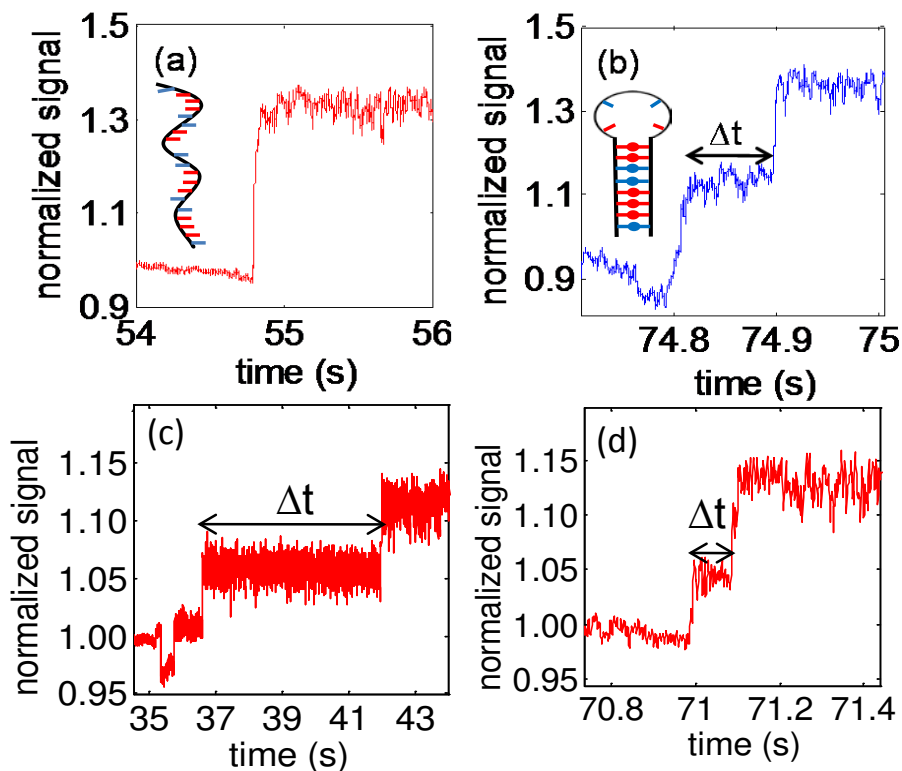 (a)
normalized signal
1.5
1.3
1.1
0.9
54 55 56
time (s)
(b)
Δt
normalized signal
1.5
1.3
1.1
0.9
74.8 74.9 75
time (s)
(c)
Δt
normalized signal
1.15
1.10
1.05
1.00
0.95
35 37 39 41 43
time (s)
(d)
Δt
normalized signal
1.15
1.10
1.05
1.00
0.95
70.8 71 71.2 71.4
time (s)